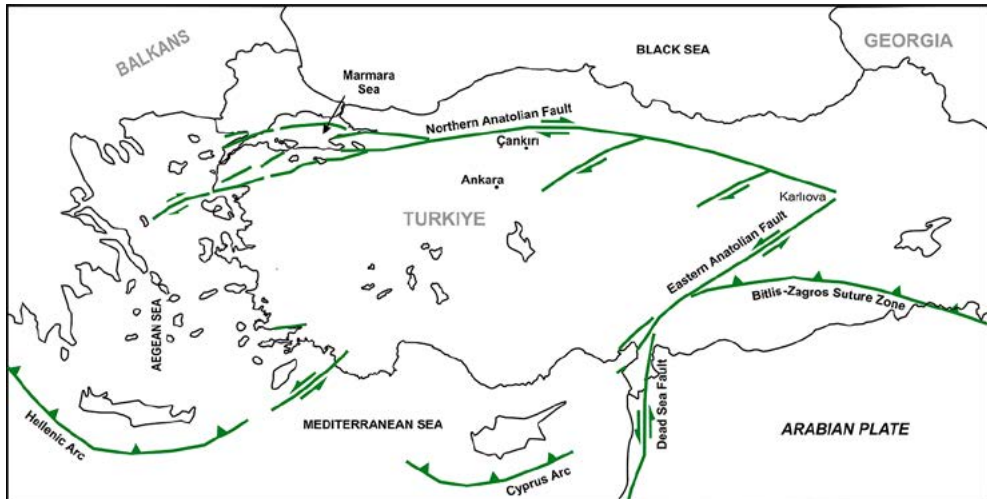 BALKANS
BLACK SEA
GEORGIA
Marmara
Sea
Northern Anatolian Fault
Çankırı
Ankara
Karlıova
TURKIYE
Eastern Anatolian Fault
Bitlis-Zagros Suture Zone
AEGEAN SEA
Dead Sea Fault
Hellenic Arc
MEDITERRANEAN SEA
ARABIAN PLATE
Cyprus Arc